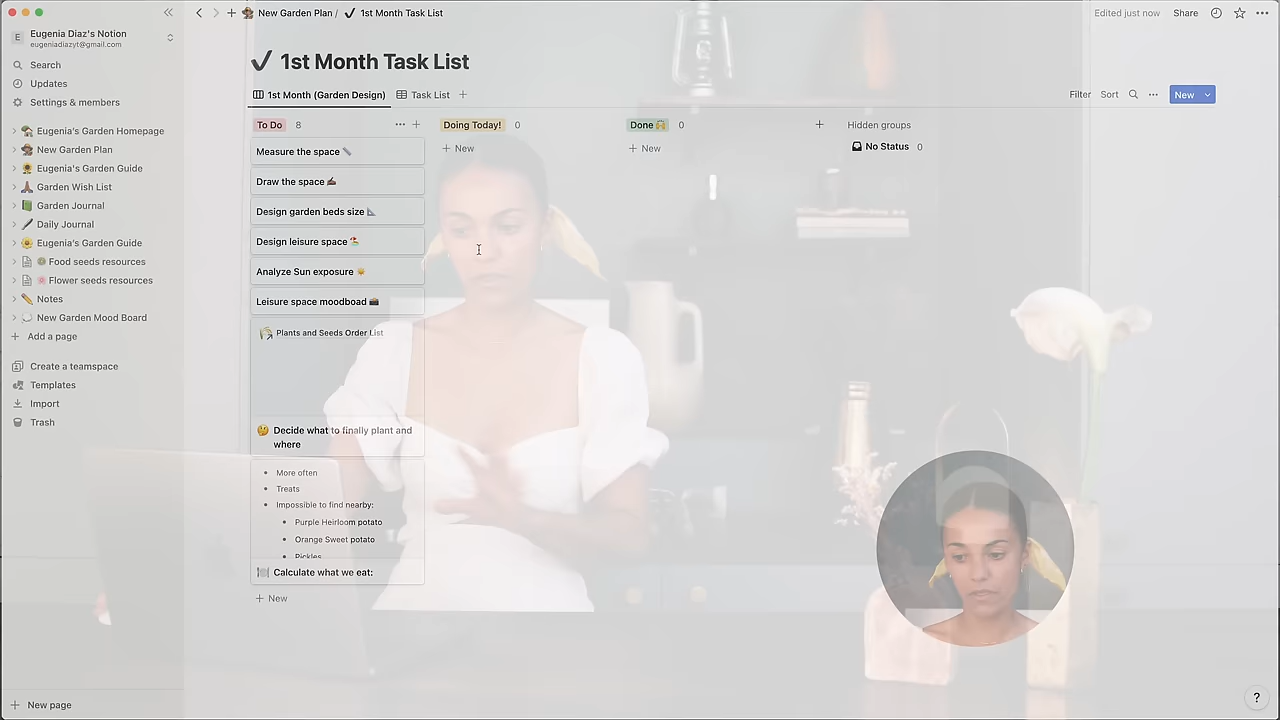 Eugenia Diaz's Notion
eugeniadiazyt@gmail.com
Search
Updates
Settings & members
Eugenia's Garden Homepage
New Garden Plan
Eugenia's Garden Guide
Garden Wish List
Garden Journal
Daily Journal
Eugenia's Garden Guide
Food seeds resources
Flower seeds resources
Notes
New Garden Mood Board
Add a page
Create a teamspace
Templates
Import
Trash
New page
New Garden Plan / 1st Month Task List
Edited just now
Share
1st Month Task List
1st Month (Garden Design)
Task List
Filter
Sort
New
To Do 8
Measure the space
Draw the space
Design garden beds size
Design leisure space
Analyze Sun exposure
Leisure space moodboad
Plants and Seeds Order List
Decide what to finally plant and
where
More often
Treats
Impossible to find nearby:
Purple Heirloom potato
Orange Sweet potato
Pickles
Calculate what we eat:
New
Doing Today! 0
New
Done 0
New
Hidden groups
No Status 0
?